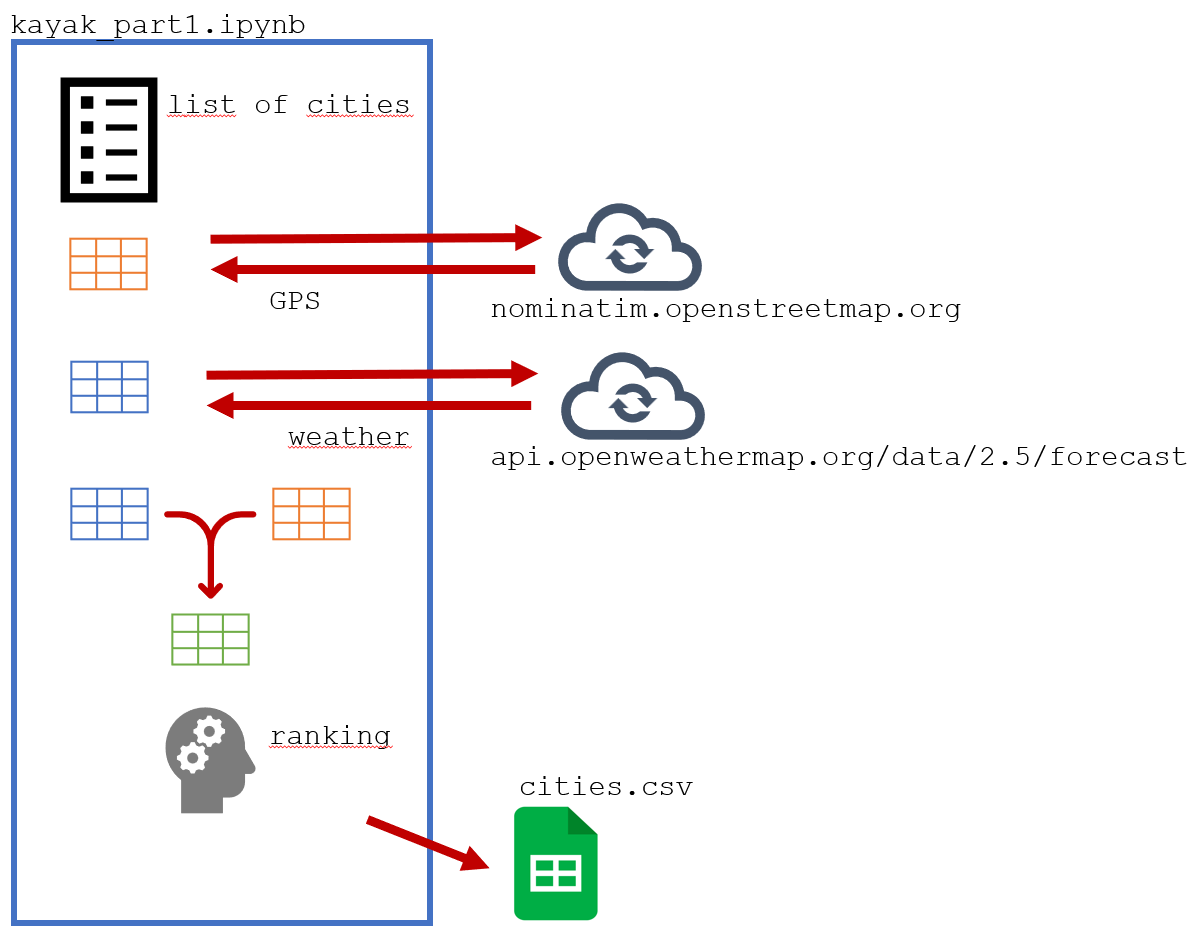 kayak_part1.ipynb
list of cities
GPS
nominatim.openstreetmap.org
weather
api.openweathermap.org/data/2.5/forecast
ranking
cities.csv